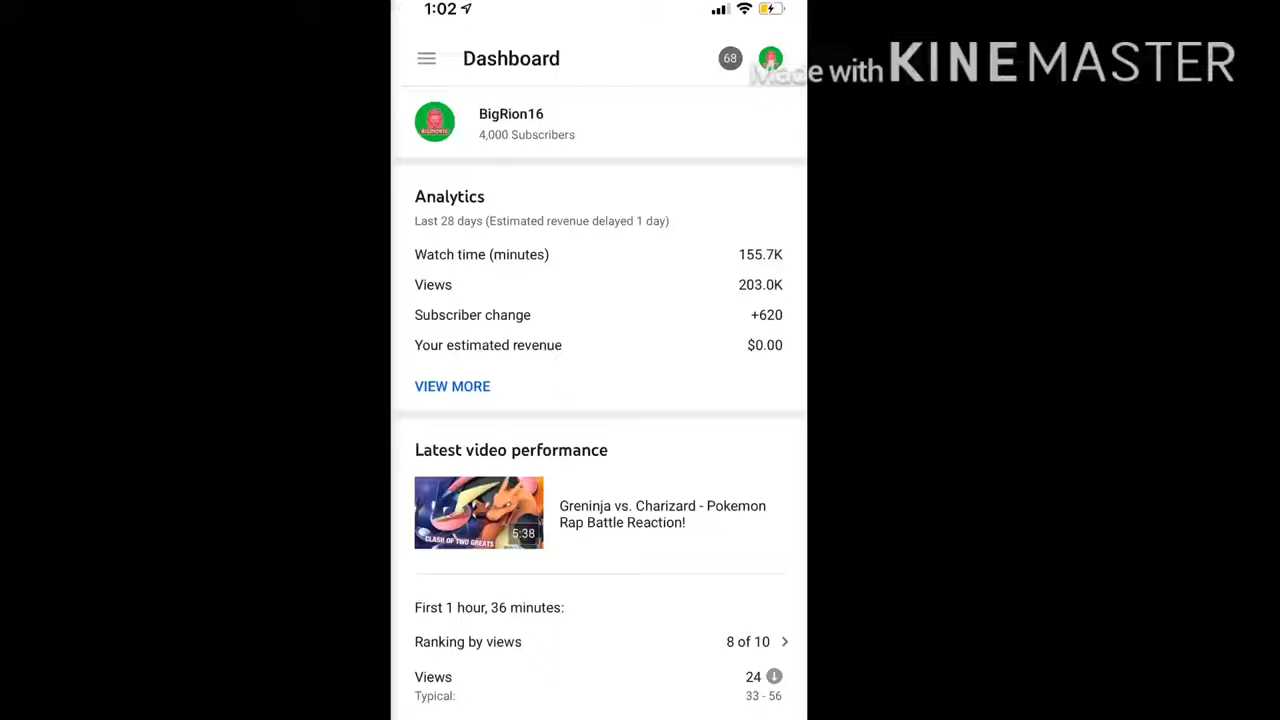 1:02
Dashboard
68
Made with KINEMASTER
BigRion16
4,000 Subscribers
Analytics
Last 28 days (Estimated revenue delayed 1 day)
Watch time (minutes) 155.7K
Views 203.0K
Subscriber change +620
Your estimated revenue $0.00
VIEW MORE
Latest video performance
CLASH OF TWO GREATS
5:38
Greninja vs. Charizard - Pokemon
Rap Battle Reaction!
First 1 hour, 36 minutes:
Ranking by views 8 of 10
Views 24
Typical: 33 - 56